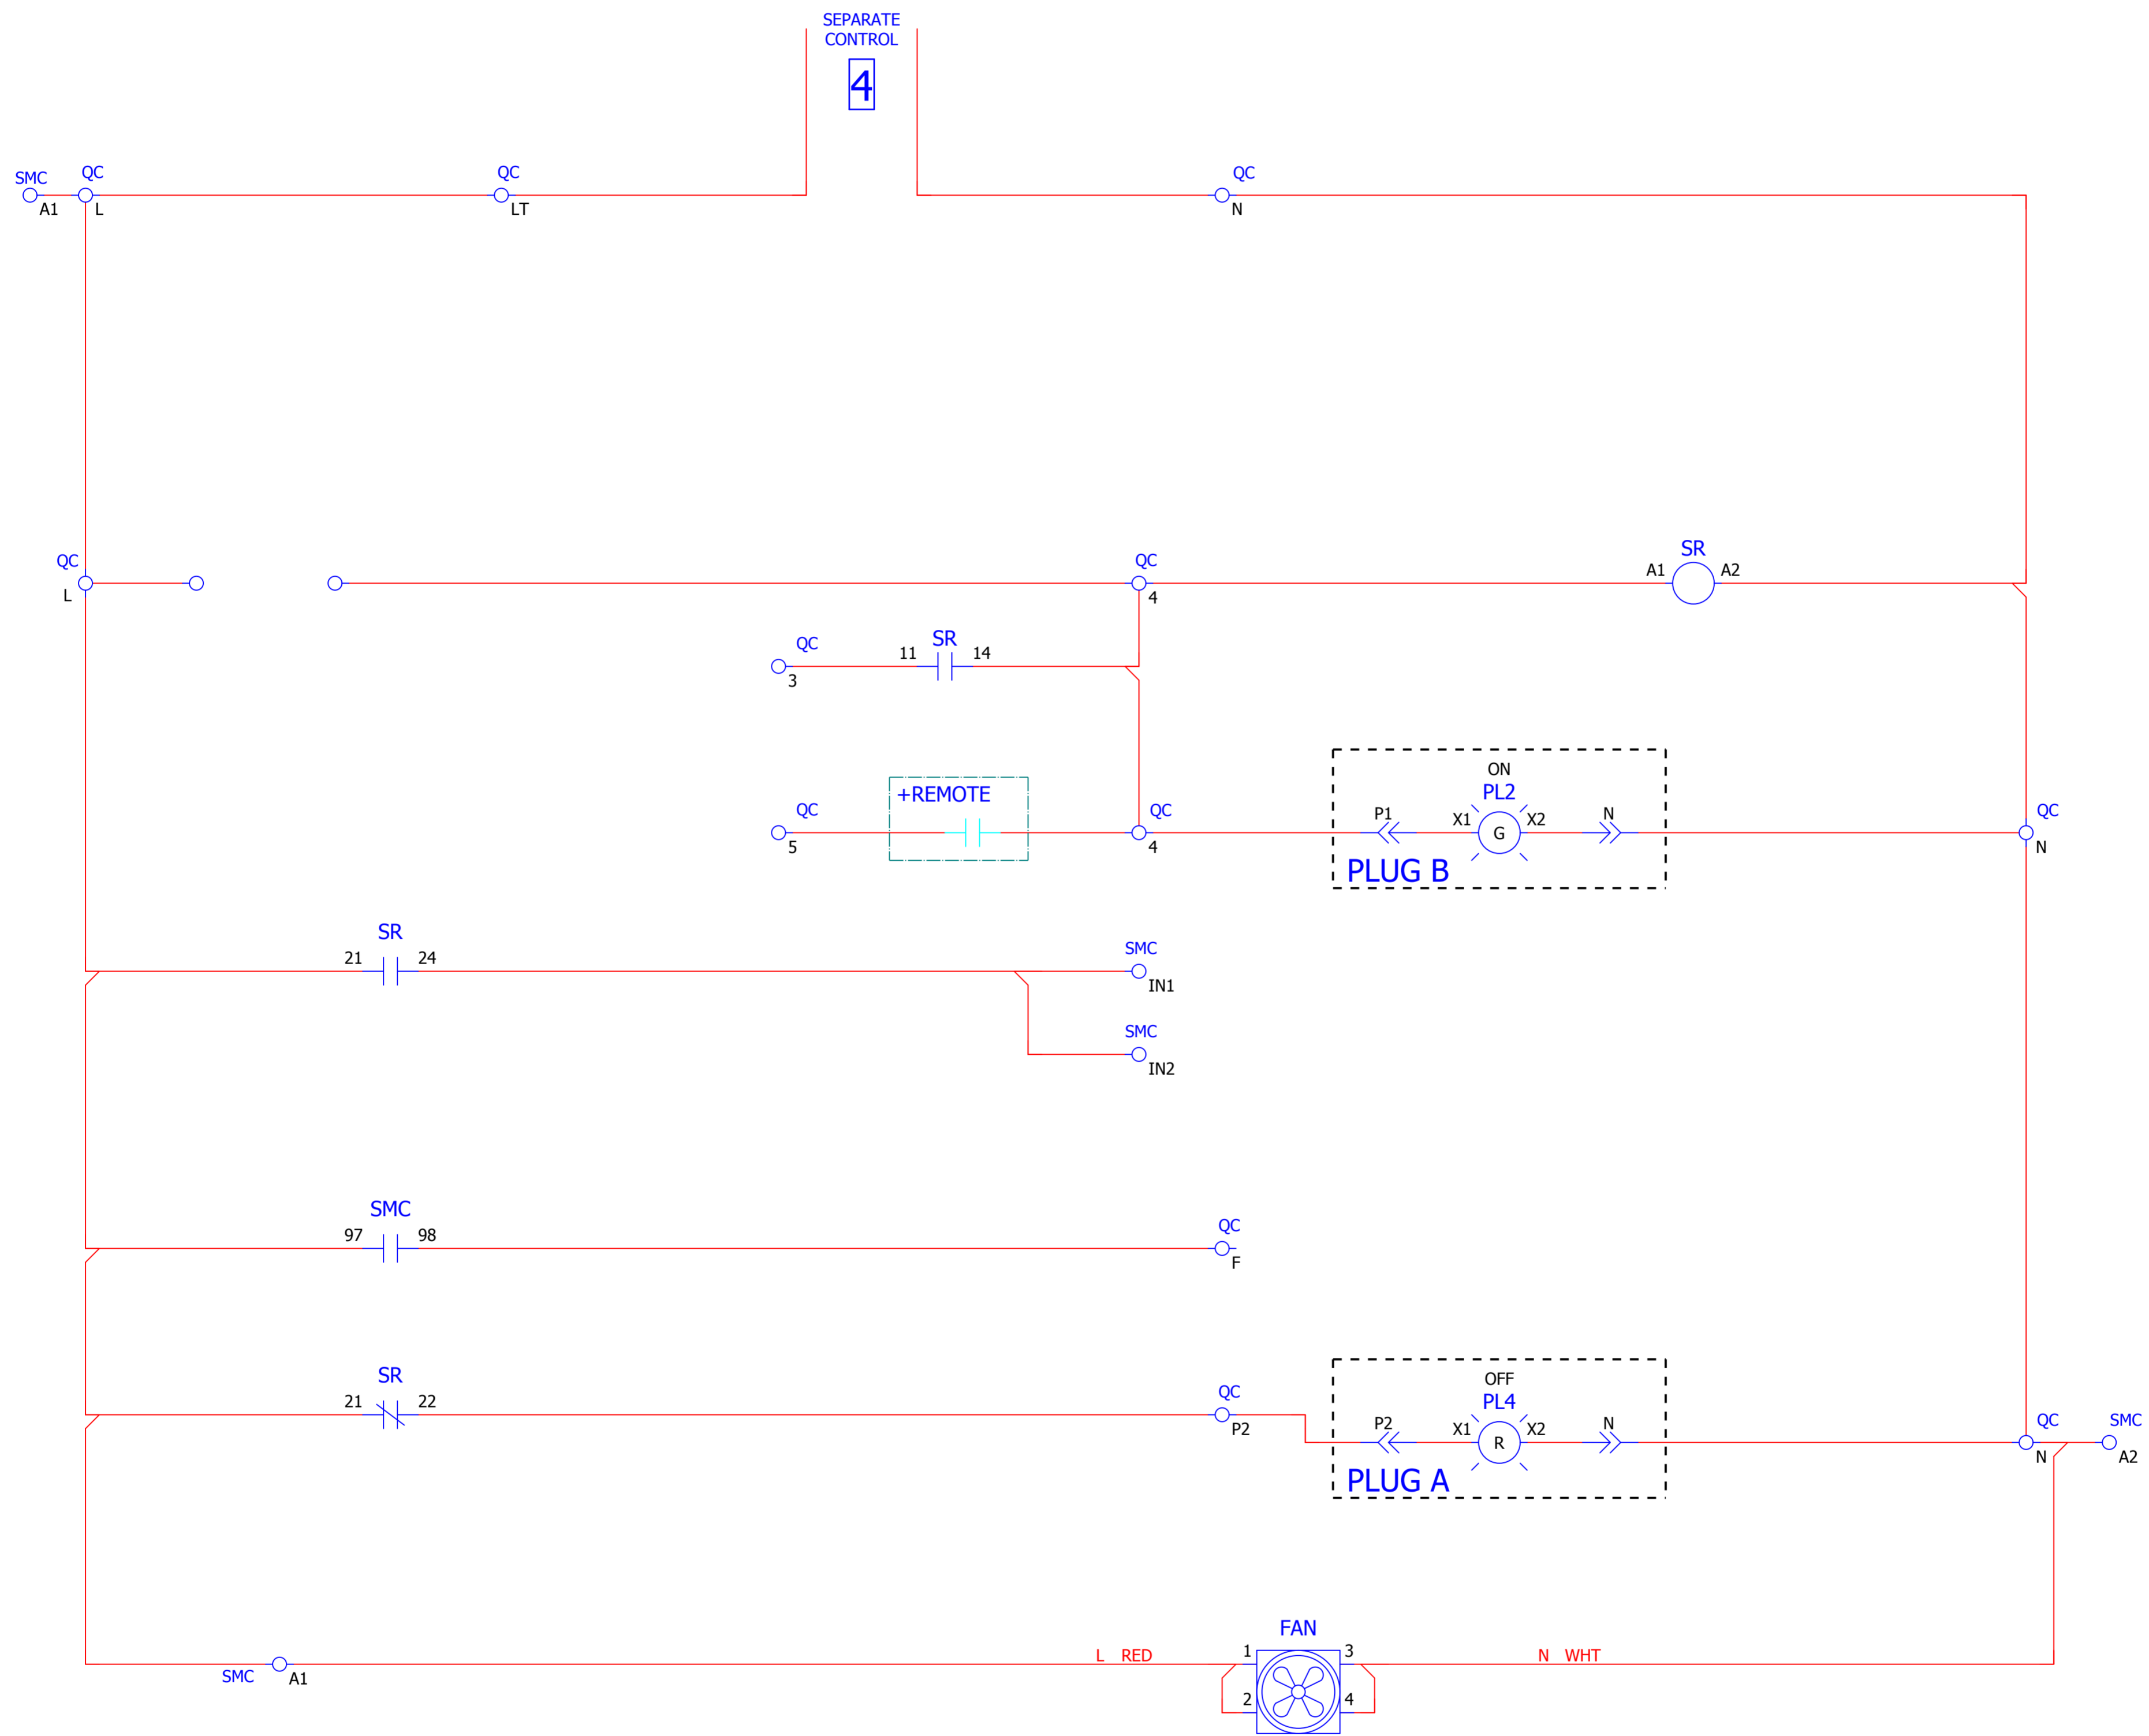 SEPARATE
CONTROL
4
SMC
A1
QC
L
QC
LT
QC
N
QC
L
QC
4
A1
SR
A2
QC
3
11
SR
14
QC
5
+REMOTE
QC
4
ON
PL2
P1
X1
G
X2
N
PLUG B
QC
N
21
SR
24
SMC
IN1
SMC
IN2
97
SMC
98
QC
F
21
SR
22
QC
P2
OFF
PL4
P2
X1
R
X2
N
PLUG A
QC
N
SMC
A2
SMC
A1
L RED
FAN
1
3
2
4
N WHT